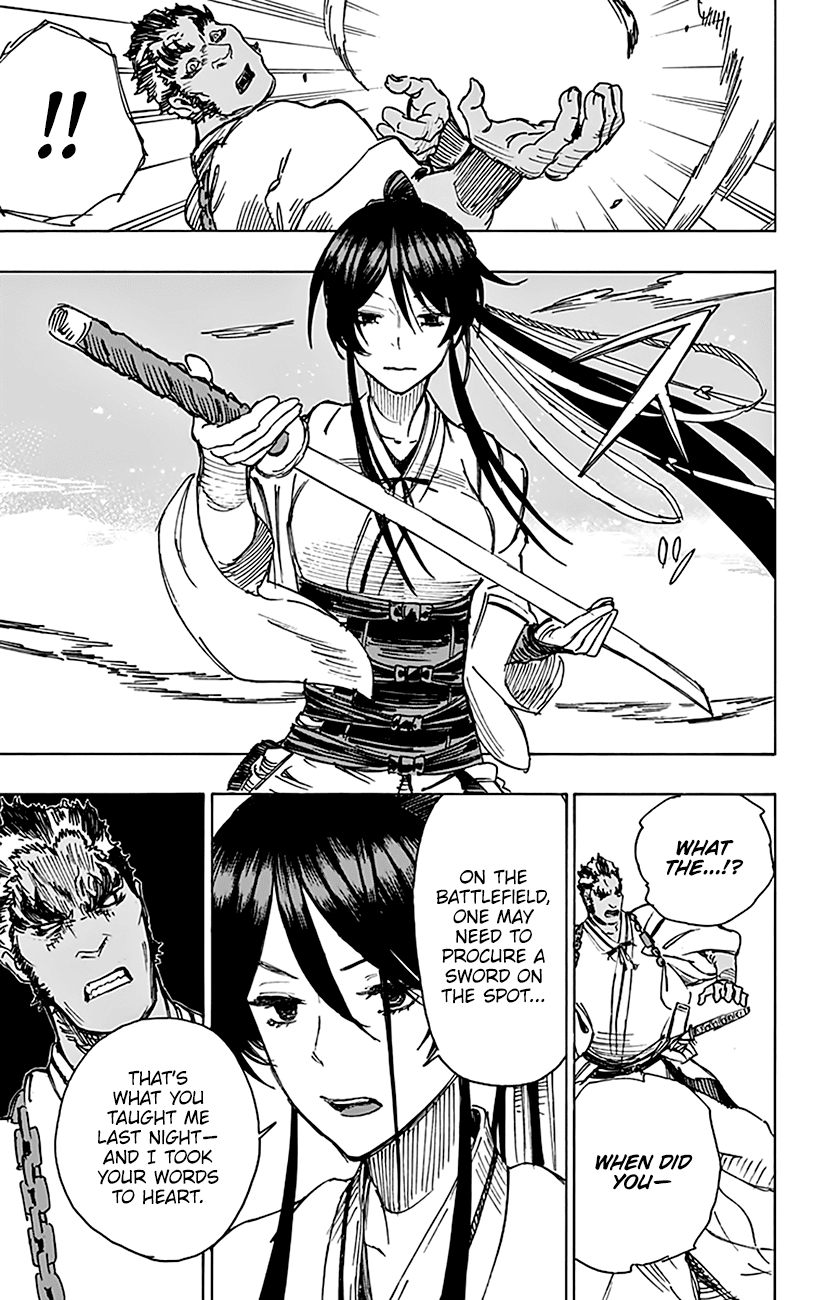 !!
WHAT
THE...!?
WHEN DID
YOU—
ON THE
BATTLEFIELD,
ONE MAY
NEED TO
PROCURE A
SWORD ON
THE SPOT...
THAT'S
WHAT YOU
TAUGHT ME
LAST NIGHT—
AND I TOOK
YOUR WORDS
TO HEART.